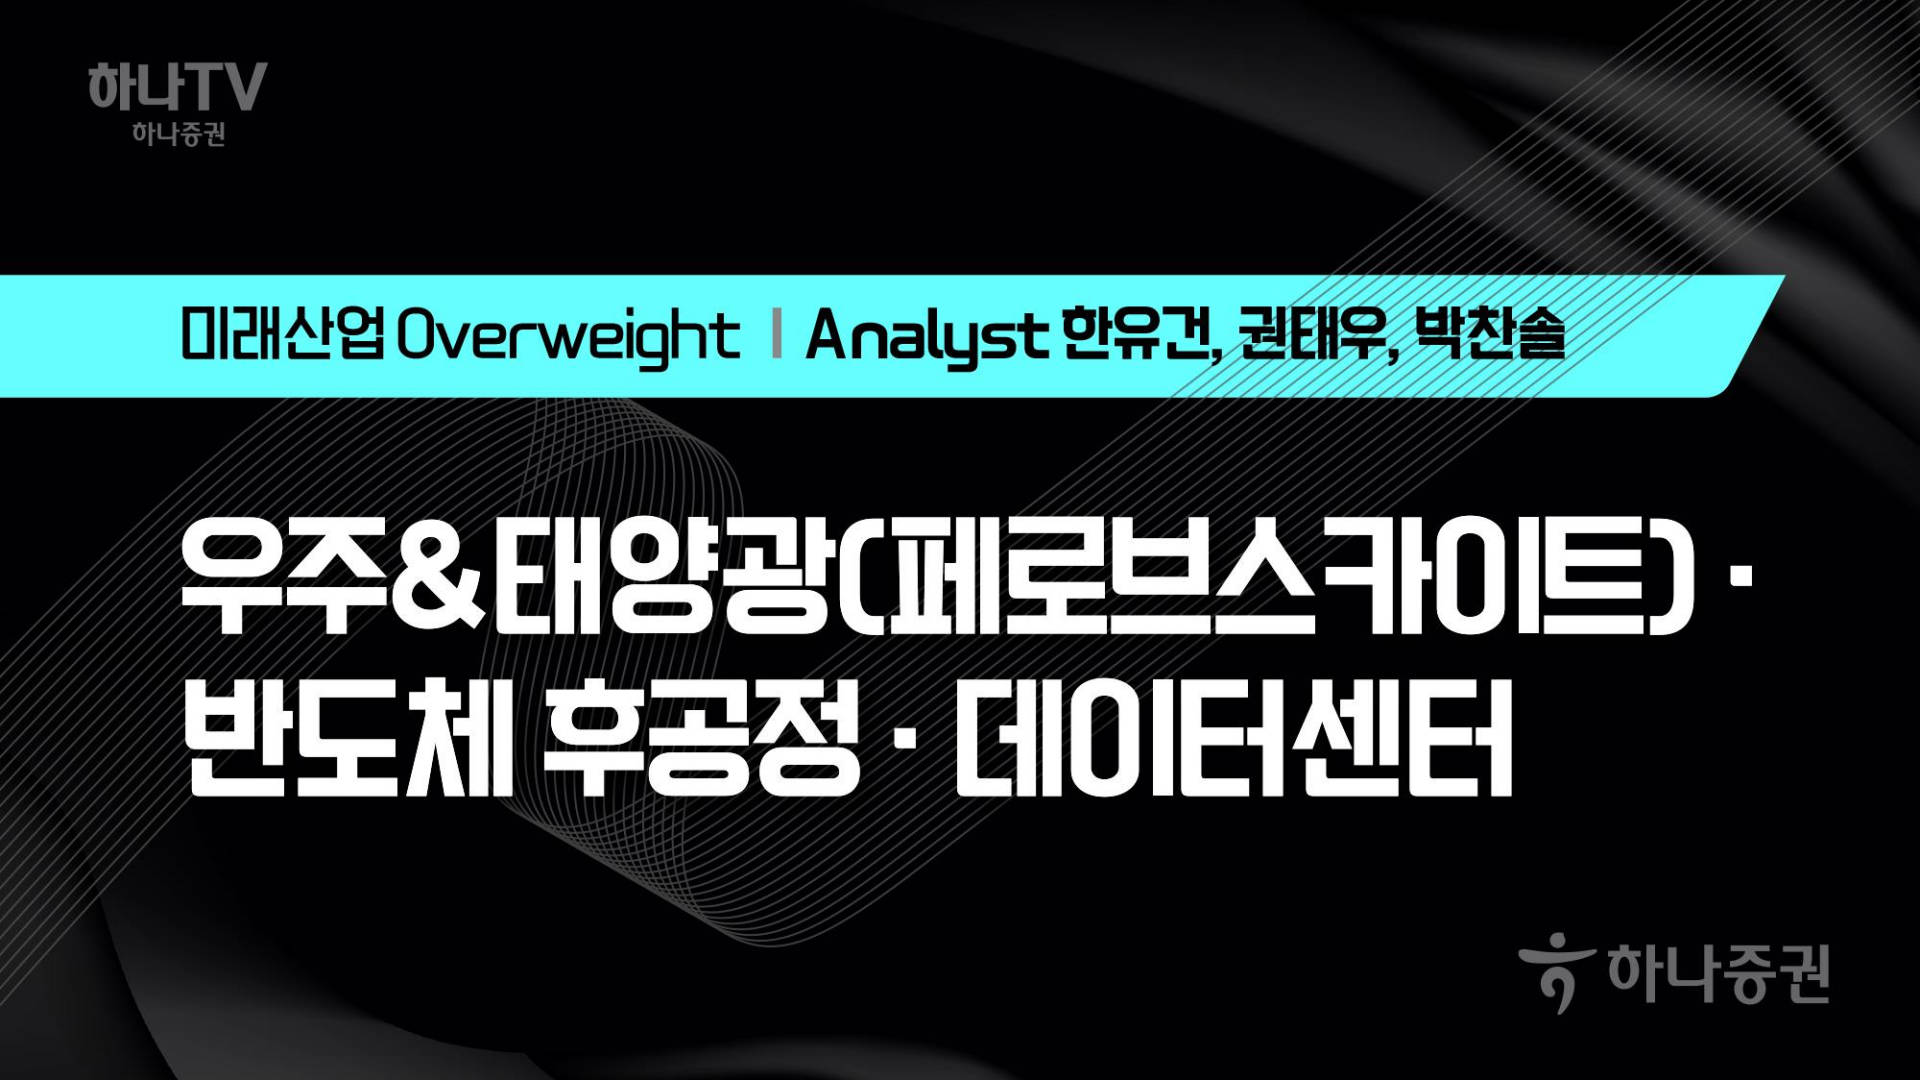 하나TV
하나증권
미래산업 Overweight | Analyst 한유건, 권태우, 박찬솔
우주&태양광(페로브스카이트) ·
반도체 후공정 · 데이터센터
하나증권